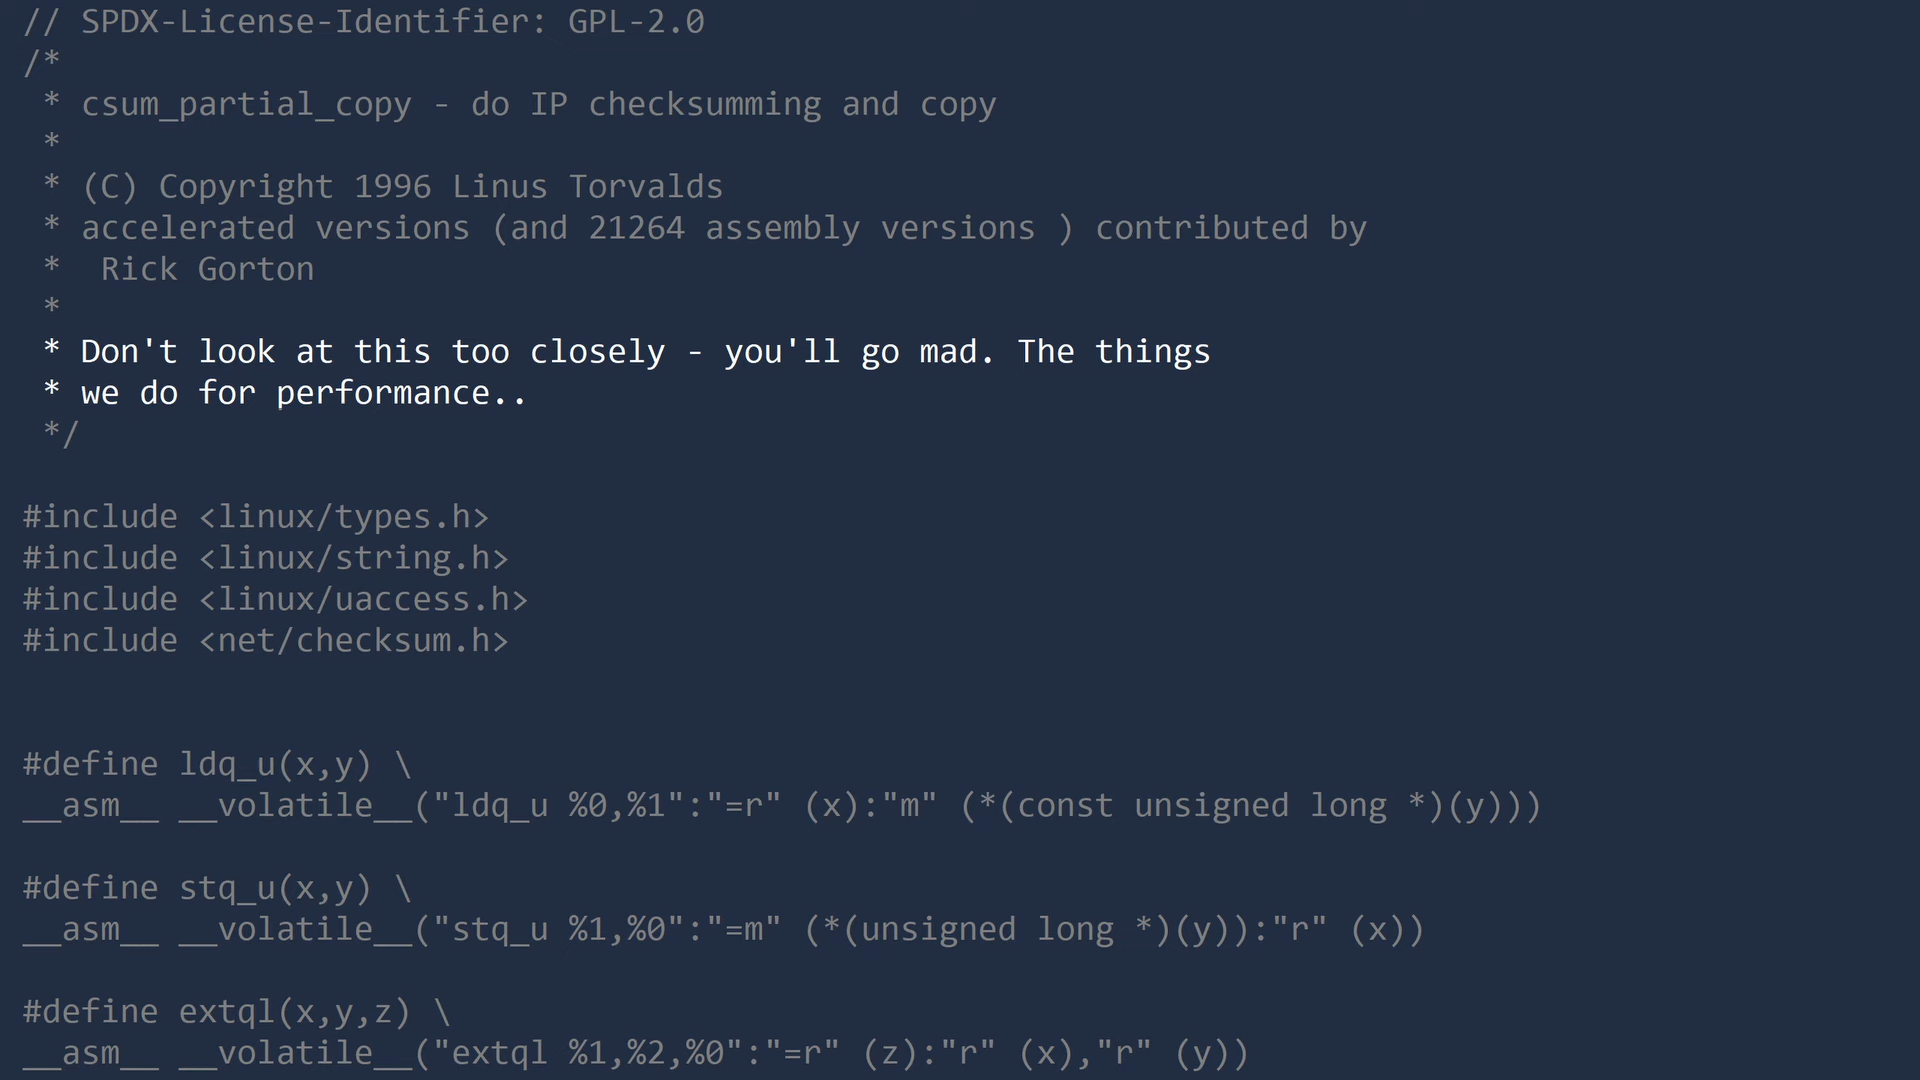 // SPDX-License-Identifier: GPL-2.0
/*
 * csum_partial_copy - do IP checksumming and copy
 *
 * (C) Copyright 1996 Linus Torvalds
 * accelerated versions (and 21264 assembly versions ) contributed by
 *  Rick Gorton
 *
 * Don't look at this too closely - you'll go mad. The things
 * we do for performance..
 */
#include <linux/types.h>
#include <linux/string.h>
#include <linux/uaccess.h>
#include <net/checksum.h>
#define ldq_u(x,y) \
__asm__ __volatile__("ldq_u %0,%1":"=r" (x):"m" (*(const unsigned long *)(y)))
#define stq_u(x,y) \
__asm__ __volatile__("stq_u %1,%0":"=m" (*(unsigned long *)(y)):"r" (x))
#define extql(x,y,z) \
__asm__ __volatile__("extql %1,%2,%0":"=r" (z):"r" (x),"r" (y))